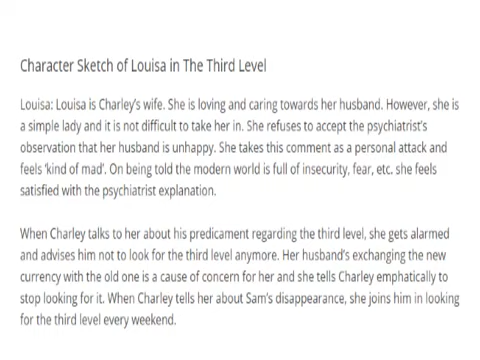 Character Sketch of Louisa in The Third Level
Louisa: Louisa is Charley's wife. She is loving and caring towards her husband. However, she is
a simple lady and it is not difficult to take her in. She refuses to accept the psychiatrist's
observation that her husband is unhappy. She takes this comment as a personal attack and
feels 'kind of mad'. On being told the modern world is full of insecurity, fear, etc. she feels
satisfied with the psychiatrist explanation.
When Charley talks to her about his predicament regarding the third level, she gets alarmed
and advises him not to look for the third level anymore. Her husband's exchanging the new
currency with the old one is a cause of concern for her and she tells Charley emphatically to
stop looking for it. When Charley tells her about Sam's disappearance, she joins him in looking
for the third level every weekend.